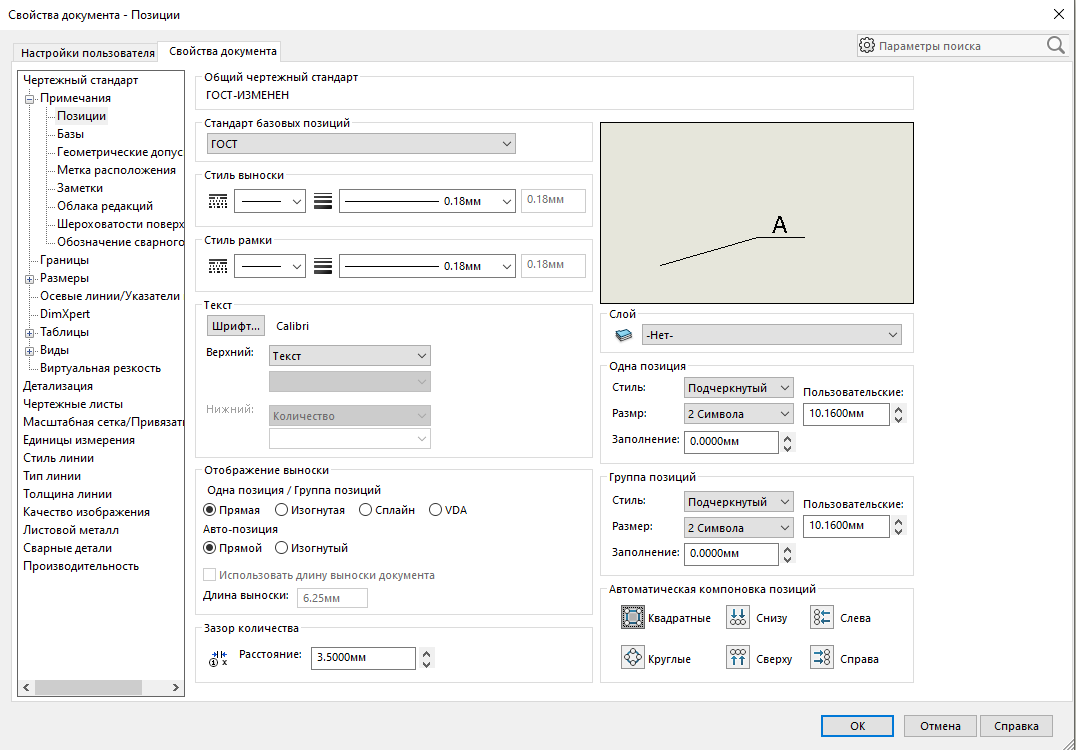 Свойства документа - Позиции
Настройки пользователя
Свойства документа
Параметры поиска
Чертежный стандарт
Примечания
Позиции
Базы
Геометрические допус
Метка расположения
Заметки
Облака редакций
Шероховатости поверх
Обозначение сварного
Границы
Размеры
Осевые линии/Указатели
DimXpert
Таблицы
Виды
Виртуальная резкость
Детализация
Чертежные листы
Масштабная сетка/Привязать
Единицы измерения
Стиль линии
Тип линии
Толщина линии
Качество изображения
Листовой металл
Сварные детали
Производительность
Общий чертежный стандарт
ГОСТ-ИЗМЕНЕН
Стандарт базовых позиций
ГОСТ
Стиль выноски
0.18мм
0.18мм
Стиль рамки
0.18мм
0.18мм
Текст
Шрифт... Calibri
Верхний: Текст
Нижний: Количество
Отображение выноски
Одна позиция / Группа позиций
Прямая Изогнутая Сплайн VDA
Авто-позиция
Прямой Изогнутый
Использовать длину выноски документа
Длина выноски: 6.25мм
Зазор количества
1 x
Расстояние: 3.5000мм
A
Слой
-Нет-
Одна позиция
Стиль: Подчеркнутый Пользовательские:
Размр: 2 Символа 10.1600мм
Заполнение: 0.0000мм
Группа позиций
Стиль: Подчеркнутый Пользовательские:
Размер: 2 Символа 10.1600мм
Заполнение: 0.0000мм
Автоматическая компоновка позиций
Квадратные Снизу Слева
Круглые Сверху Справа
OK Отмена Справка